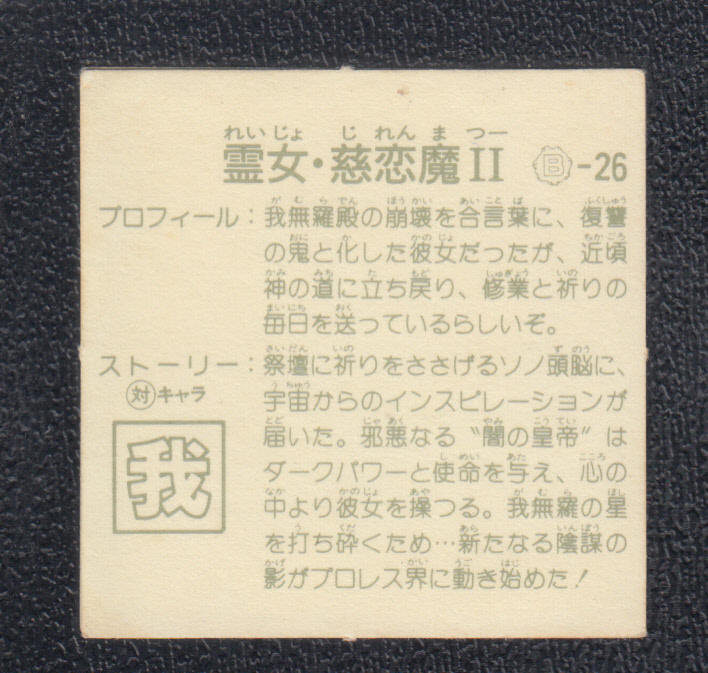 れいじょ じれんまつー
霊女・慈恋魔II B-26
プロフィール：我無羅殿の崩壊を合言葉に、復讐
の鬼と化した彼女だったが、近頃
神の道に立ち戻り、修業と祈りの
毎日を送っているらしいぞ。
ストーリー：祭壇に祈りをささげるソノ頭脳に、
対キャラ 宇宙からのインスピレーションが
届いた。邪悪なる〝闇の皇帝〟は
我 ダークパワーと使命を与え、心の
中より彼女を操つる。我無羅の星
を打ち砕くため…新たなる陰謀の
影がプロレス界に動き始めた！